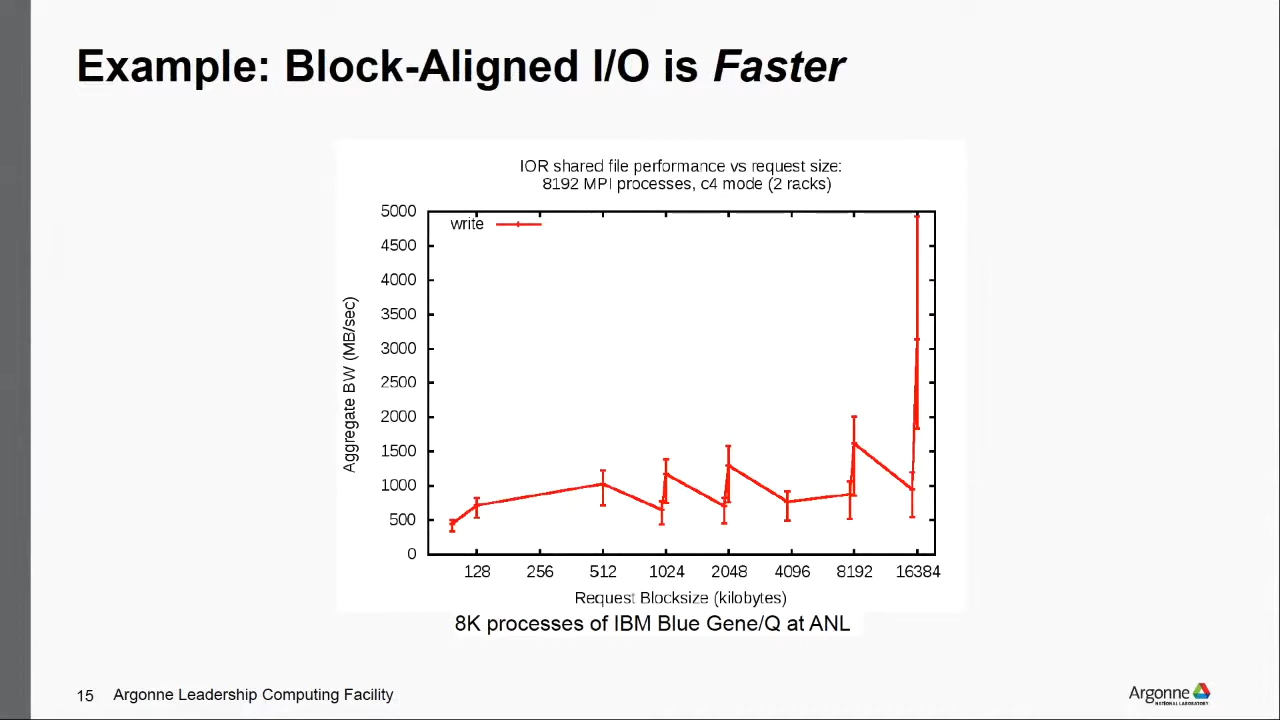 Example: Block-Aligned I/O is Faster
IOR shared file performance vs request size:
8192 MPI processes, c4 mode (2 racks)
write
Aggregate BW (MB/sec)
5000
4500
4000
3500
3000
2500
2000
1500
1000
500
0
128 256 512 1024 2048 4096 8192 16384
Request Blocksize (kilobytes)
8K processes of IBM Blue Gene/Q at ANL
15 Argonne Leadership Computing Facility
Argonne
NATIONAL LABORATORY